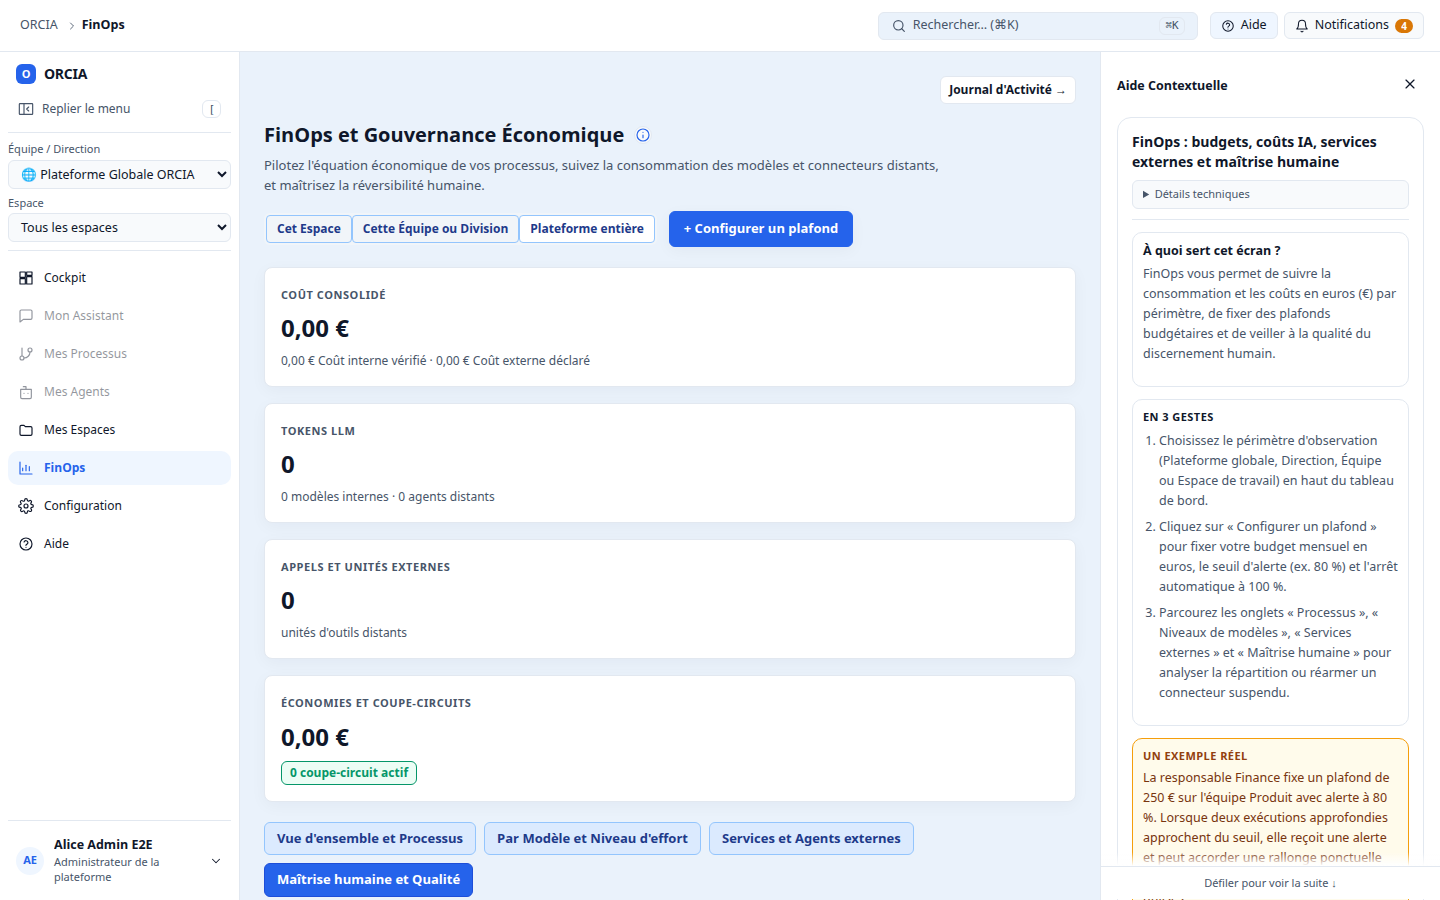 ORCIA > FinOps
Rechercher... (⌘K)
⌘K
Aide
Notifications 4
O ORCIA
Replier le menu [
Équipe / Direction
🌐 Plateforme Globale ORCIA
Espace
Tous les espaces
Cockpit
Mon Assistant
Mes Processus
Mes Agents
Mes Espaces
FinOps
Configuration
Aide
AE
Alice Admin E2E
Administrateur de la
plateforme
Journal d'Activité →
FinOps et Gouvernance Économique
Pilotez l'équation économique de vos processus, suivez la consommation des modèles et connecteurs distants,
et maîtrisez la réversibilité humaine.
Cet Espace
Cette Équipe ou Division
Plateforme entière
+ Configurer un plafond
COÛT CONSOLIDÉ
0,00 €
0,00 € Coût interne vérifié · 0,00 € Coût externe déclaré
TOKENS LLM
0
0 modèles internes · 0 agents distants
APPELS ET UNITÉS EXTERNES
0
unités d'outils distants
ÉCONOMIES ET COUPE-CIRCUITS
0,00 €
0 coupe-circuit actif
Vue d'ensemble et Processus
Par Modèle et Niveau d'effort
Services et Agents externes
Maîtrise humaine et Qualité
Aide Contextuelle
FinOps : budgets, coûts IA, services
externes et maîtrise humaine
▶ Détails techniques
À quoi sert cet écran ?
FinOps vous permet de suivre la
consommation et les coûts en euros (€) par
périmètre, de fixer des plafonds
budgétaires et de veiller à la qualité du
discernement humain.
EN 3 GESTES
1. Choisissez le périmètre d'observation
(Plateforme globale, Direction, Équipe
ou Espace de travail) en haut du tableau
de bord.
2. Cliquez sur « Configurer un plafond »
pour fixer votre budget mensuel en
euros, le seuil d'alerte (ex. 80 %) et l'arrêt
automatique à 100 %.
3. Parcourez les onglets « Processus », «
Niveaux de modèles », « Services
externes » et « Maîtrise humaine » pour
analyser la répartition ou réarmer un
connecteur suspendu.
UN EXEMPLE RÉEL
La responsable Finance fixe un plafond de
250 € sur l'équipe Produit avec alerte à 80
%. Lorsque deux exécutions approfondies
approchent du seuil, elle reçoit une alerte
et peut accorder une rallonge ponctuelle
Défiler pour voir la suite ↓